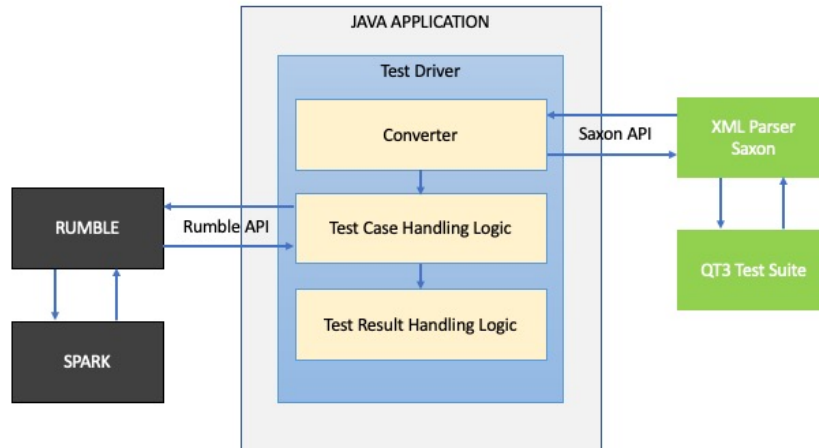 JAVA APPLICATION
Test Driver
Converter
Saxon API
XML Parser
Saxon
Rumble API
Test Case Handling Logic
RUMBLE
QT3 Test Suite
Test Result Handling Logic
SPARK